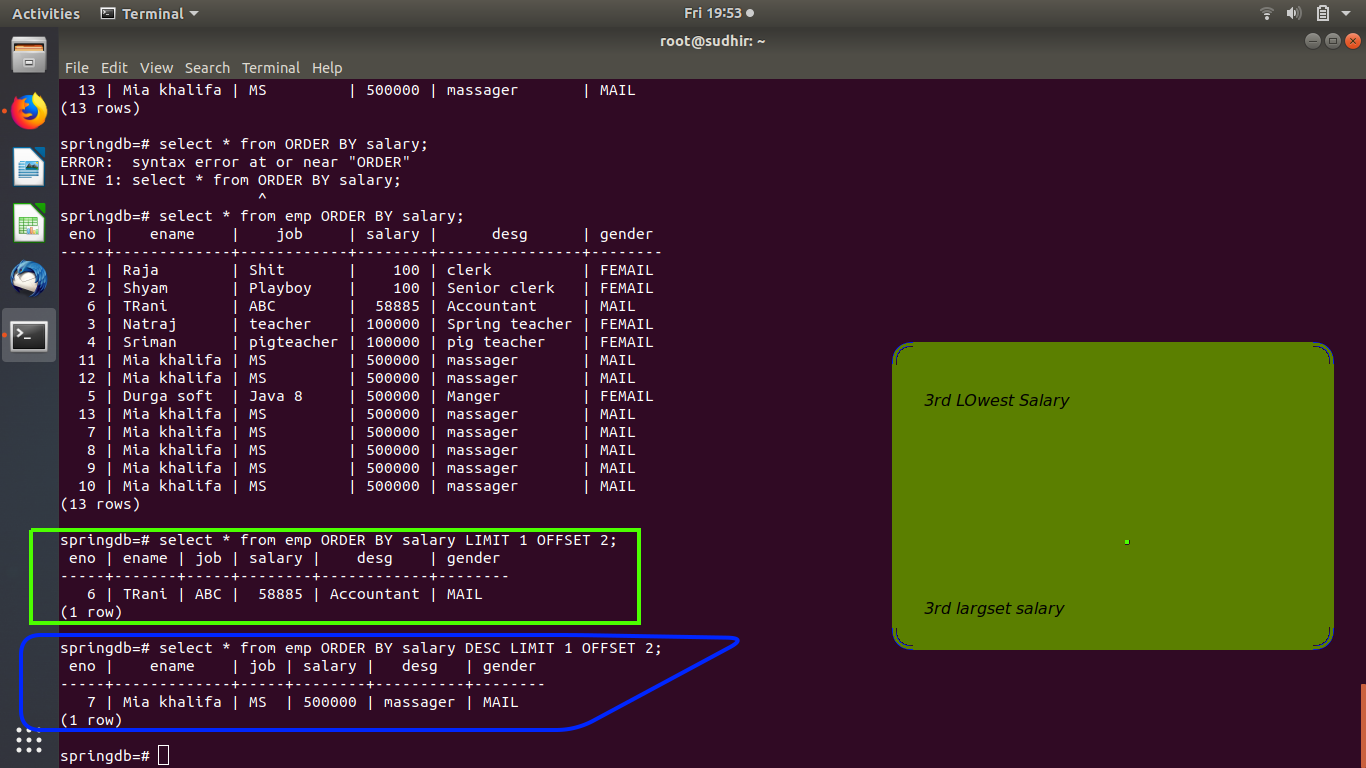 Activities Terminal Fri 19:53
root@sudhir: ~
File Edit View Search Terminal Help
13 | Mia khalifa | MS | 500000 | massager | MAIL
(13 rows)
springdb=# select * from ORDER BY salary;
ERROR: syntax error at or near "ORDER"
LINE 1: select * from ORDER BY salary;
^
springdb=# select * from emp ORDER BY salary;
eno | ename | job | salary | desg | gender
-----+-------------+------------+--------+---------------+--------
1 | Raja | Shit | 100 | clerk | FEMAIL
2 | Shyam | Playboy | 100 | Senior clerk | FEMAIL
6 | TRani | ABC | 58885 | Accountant | MAIL
3 | Natraj | teacher | 100000 | Spring teacher | FEMAIL
4 | Sriman | pigteacher | 100000 | pig teacher | FEMAIL
11 | Mia khalifa | MS | 500000 | massager | MAIL
12 | Mia khalifa | MS | 500000 | massager | MAIL
5 | Durga soft | Java 8 | 500000 | Manger | FEMAIL
13 | Mia khalifa | MS | 500000 | massager | MAIL
7 | Mia khalifa | MS | 500000 | massager | MAIL
8 | Mia khalifa | MS | 500000 | massager | MAIL
9 | Mia khalifa | MS | 500000 | massager | MAIL
10 | Mia khalifa | MS | 500000 | massager | MAIL
(13 rows)
springdb=# select * from emp ORDER BY salary LIMIT 1 OFFSET 2;
eno | ename | job | salary | desg | gender
-----+-------+-----+--------+------------+--------
6 | TRani | ABC | 58885 | Accountant | MAIL
(1 row)
springdb=# select * from emp ORDER BY salary DESC LIMIT 1 OFFSET 2;
eno | ename | job | salary | desg | gender
-----+-------------+-----+--------+----------+--------
7 | Mia khalifa | MS | 500000 | massager | MAIL
(1 row)
springdb=#
3rd LOwest Salary
3rd largset salary